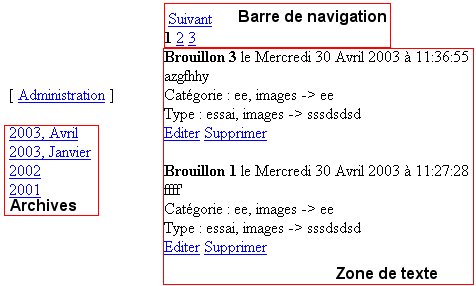 Suivant
Barre de navigation
1 2 3
Brouillon 3 le Mercredi 30 Avril 2003 à 11:36:55
azgfhhy
Catégorie : ee, images -> ee
Type : essai, images -> sssdsdsd
Editer Supprimer
[ Administration ]
2003, Avril
2003, Janvier
2002
2001
Archives
Brouillon 1 le Mercredi 30 Avril 2003 à 11:27:28
ffff'
Catégorie : ee, images -> ee
Type : essai, images -> sssdsdsd
Editer Supprimer
Zone de texte